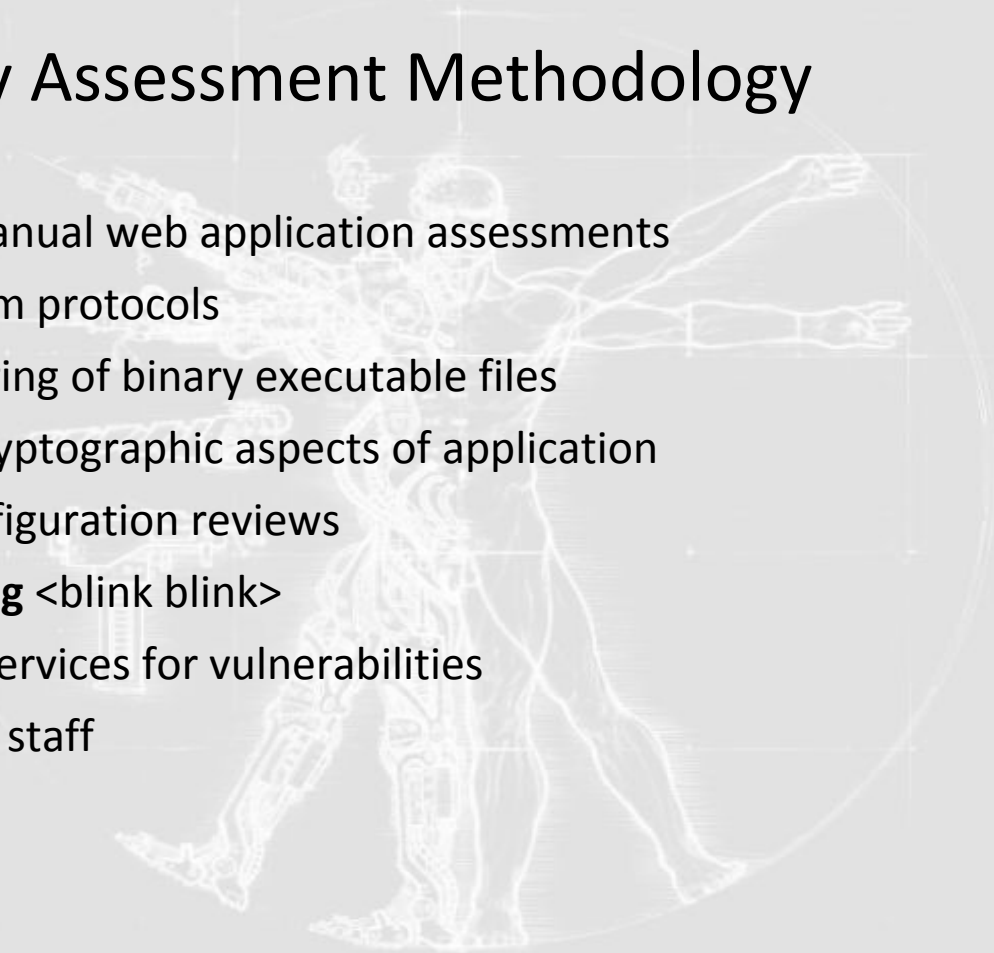 y Assessment Methodology
anual web application assessments
m protocols
ing of binary executable files
yptographic aspects of application
figuration reviews
g <blink blink>
ervices for vulnerabilities
staff